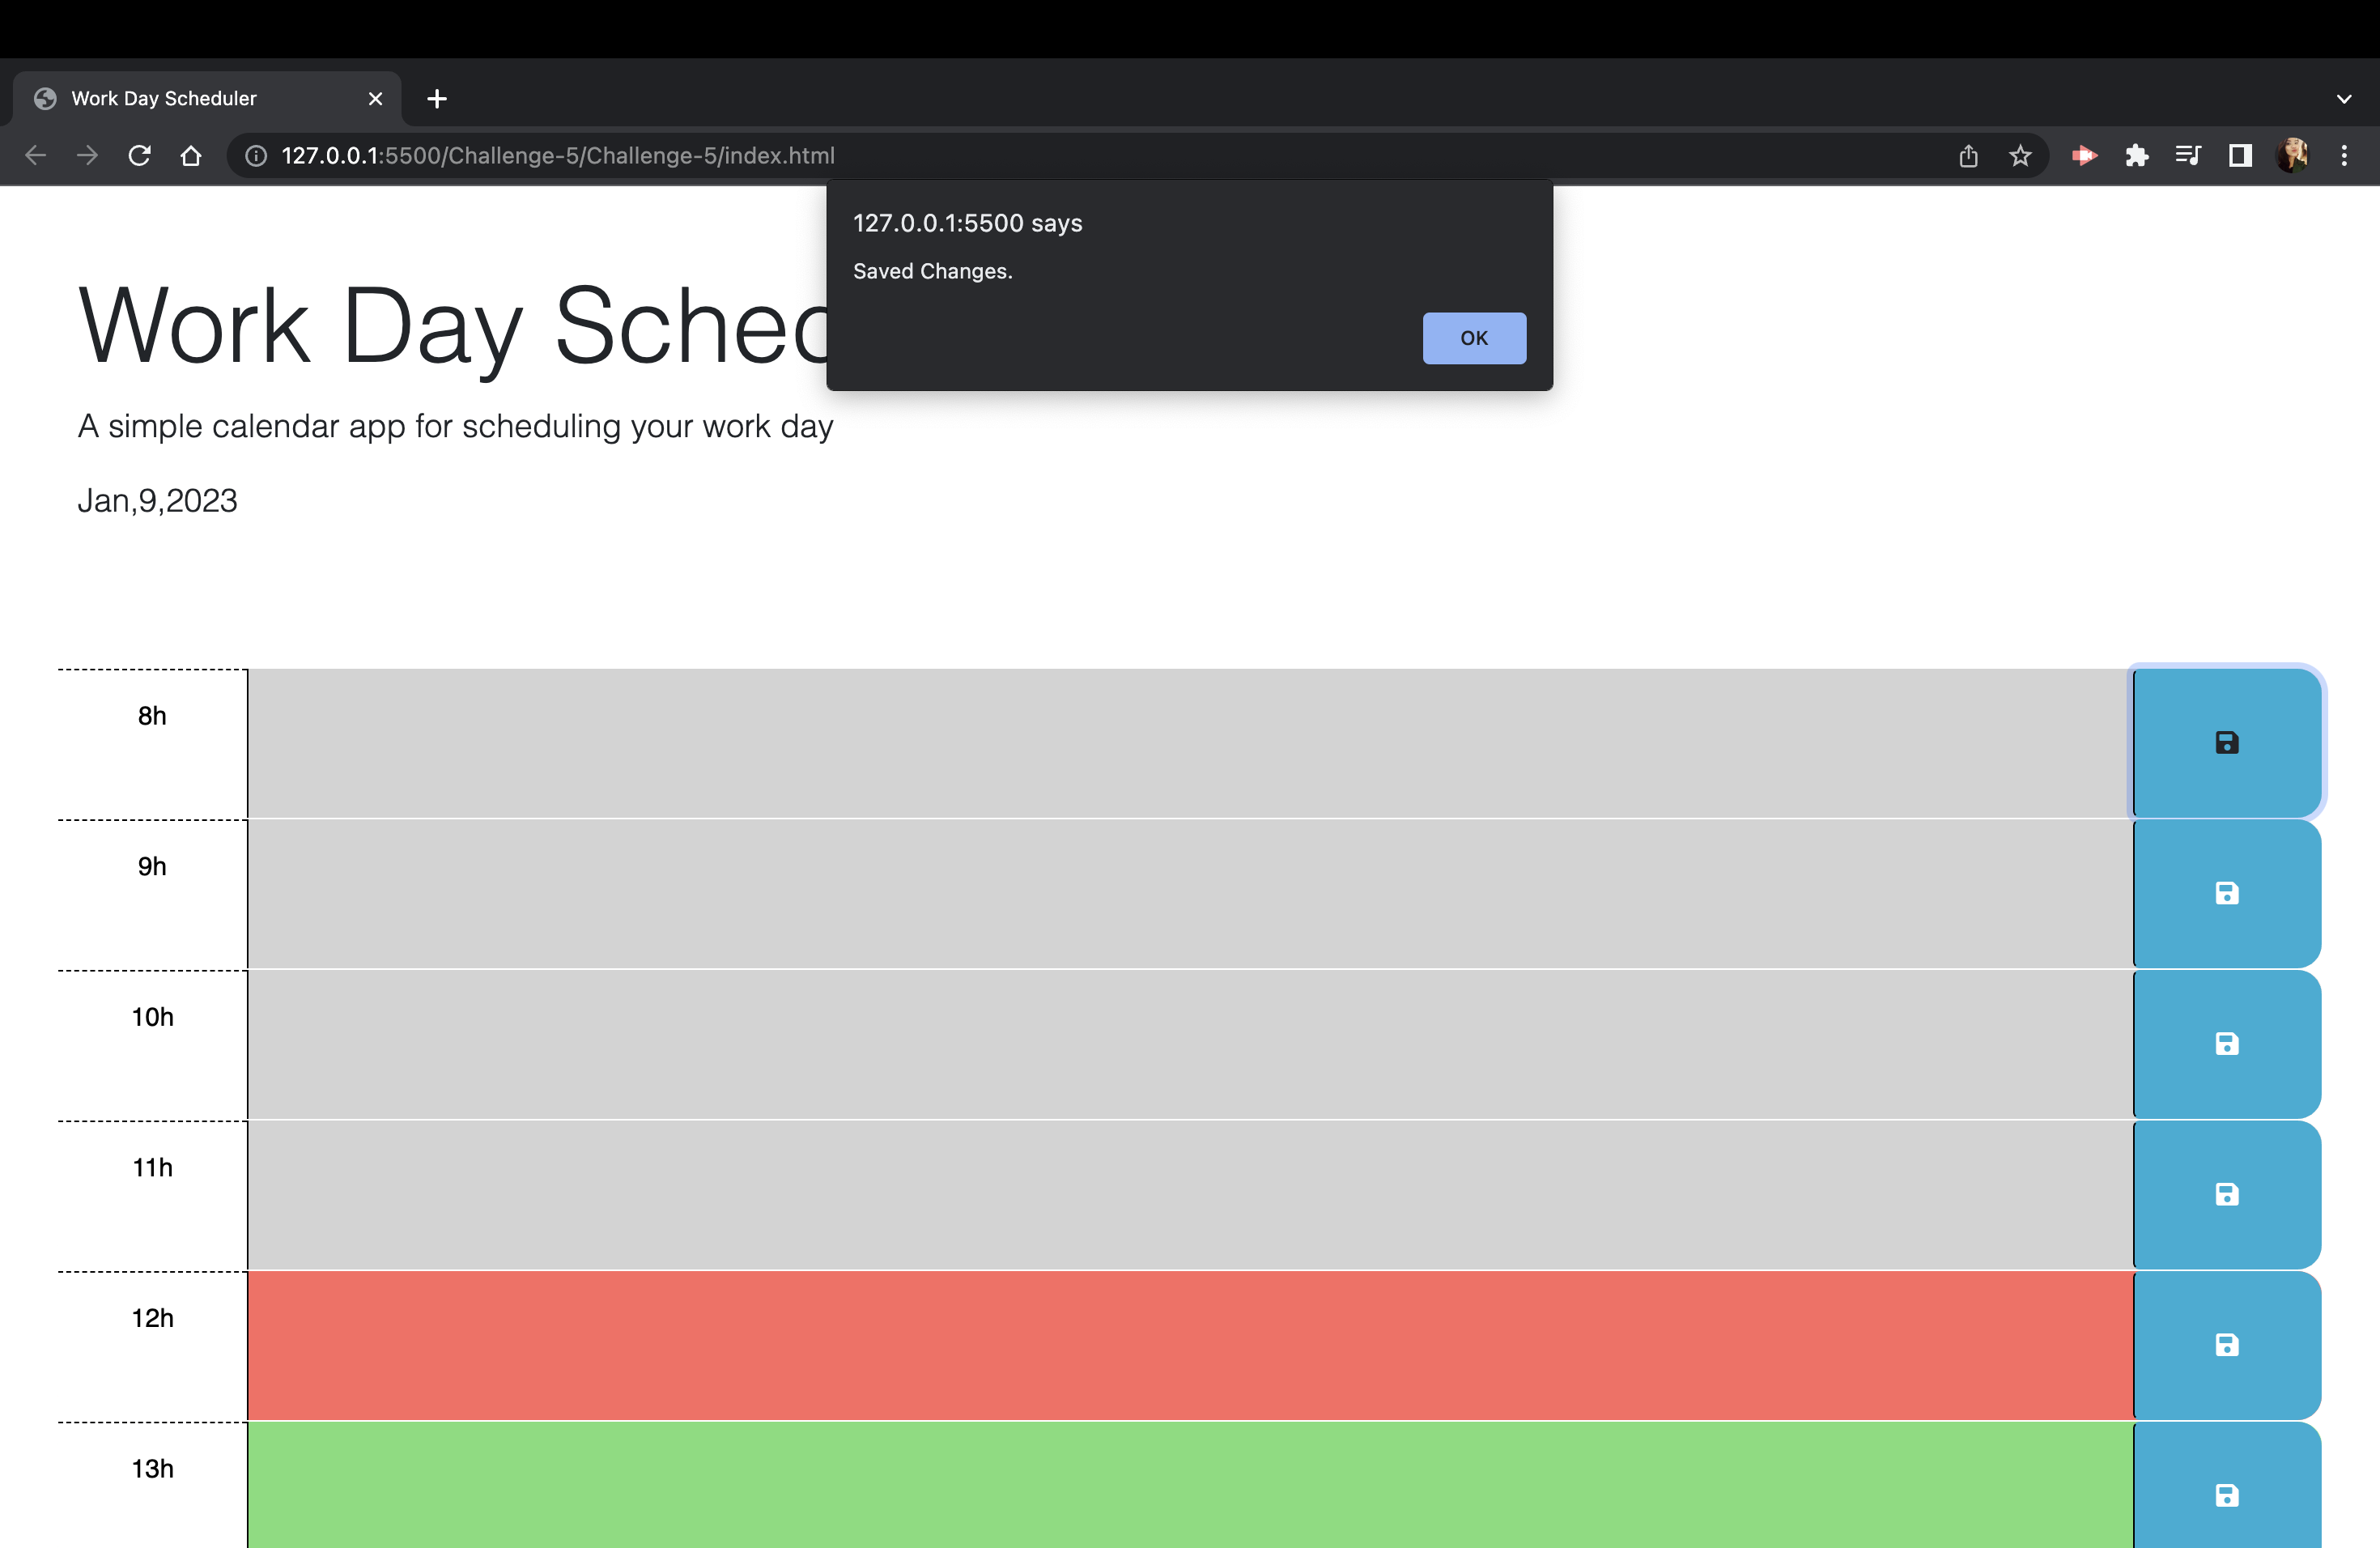 Work Day Scheduler
127.0.0.1:5500/Challenge-5/Challenge-5/index.html
127.0.0.1:5500 says
Saved Changes.
OK
Work Day
A simple calendar app for scheduling your work day
Jan,9,2023
8h
9h
10h
11h
12h
13h